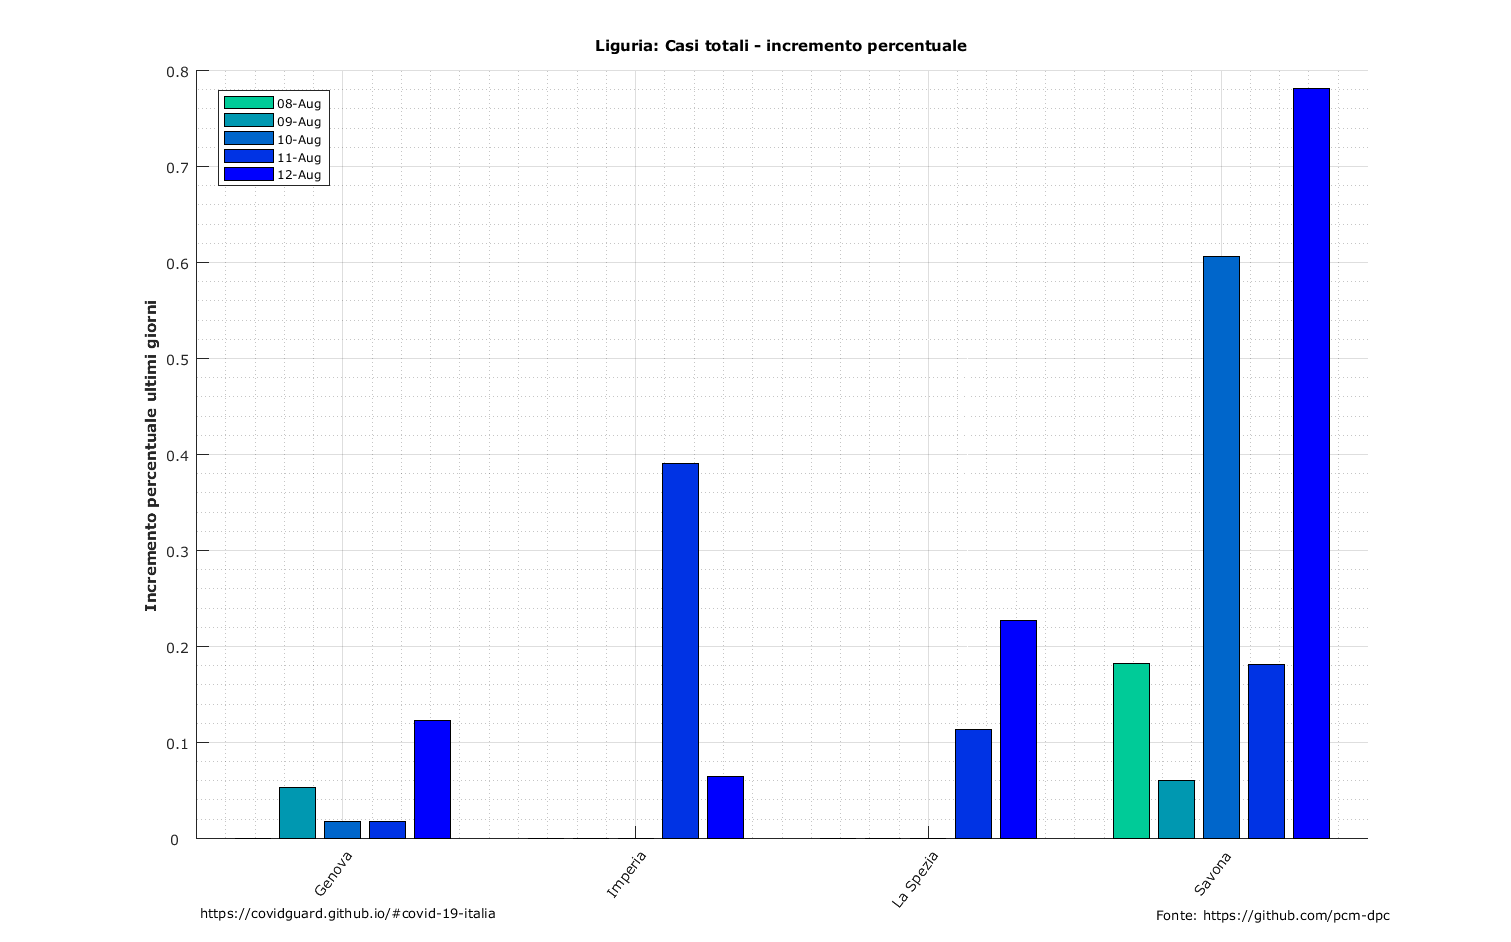 Liguria: Casi totali - incremento percentuale
0.8
0.7
0.6
0.5
0.4
0.3
0.2
0.1
0
Incremento percentuale ultimi giorni
08-Aug
09-Aug
10-Aug
11-Aug
12-Aug
Genova
Imperia
La Spezia
Savona
https://covidguard.github.io/#covid-19-italia
Fonte: https://github.com/pcm-dpc